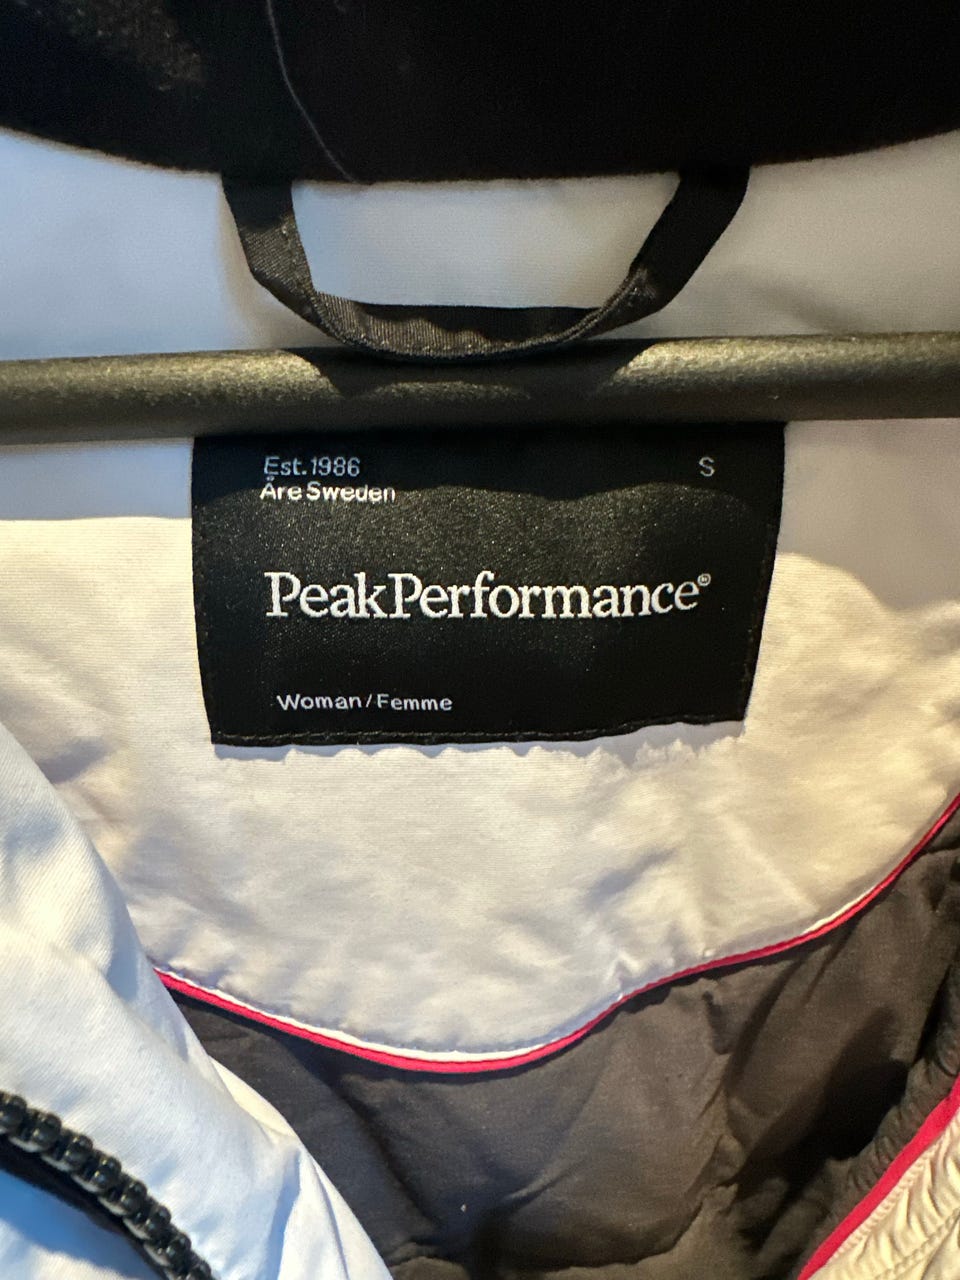 Est. 1986 S
Åre Sweden
PeakPerformance®
Woman/Femme